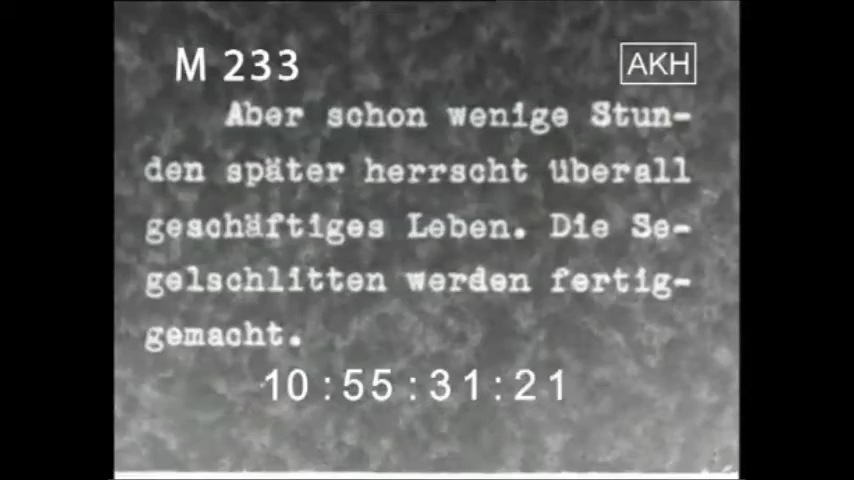 M 233 AKH
Aber schon wenige Stun-
den später herrscht überall
geschäftiges Leben. Die Se-
gelschlitten werden fertig-
gemacht.
10:55:31:21